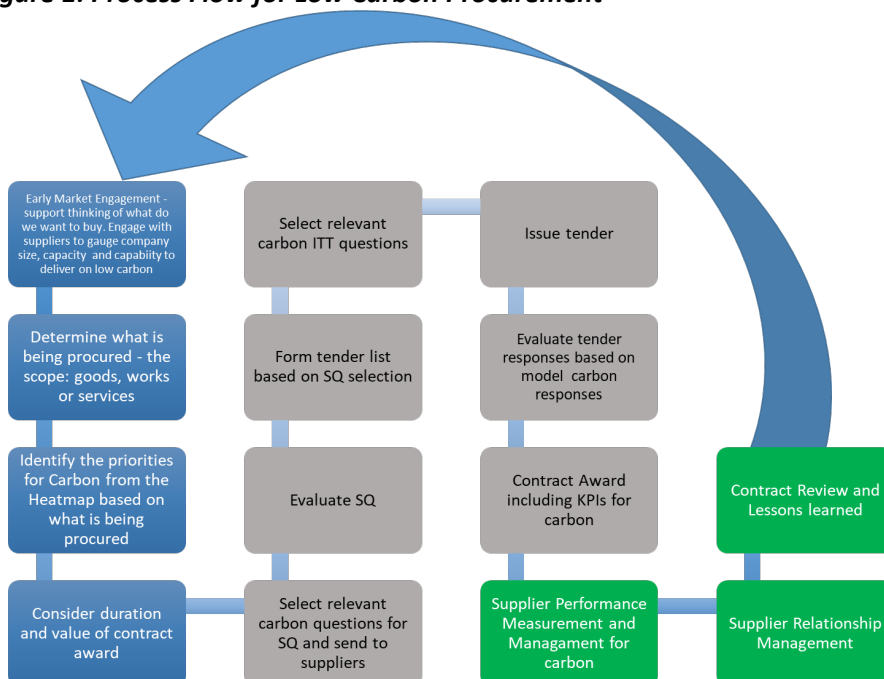 Process Flow for Low Carbon Procurement
Early Market Engagement -
support thinking of what do
we want to buy. Engage with
suppliers to gauge company
size, capacity and capabiity to
deliver on low carbon
Determine what is
being procured - the
scope: goods, works
or services
Identify the priorities
for Carbon from the
Heatmap based on
what is being
procured
Consider duration
and value of contract
award
Select relevant
carbon questions for
SQ and send to
suppliers
Evaluate SQ
Form tender list
based on SQ selection
Select relevant
carbon ITT questions
Issue tender
Evaluate tender
responses based on
model carbon
responses
Contract Award
including KPIs for
carbon
Supplier Performance
Measurement and
Managament for
carbon
Supplier Relationship
Management
Contract Review and
Lessons learned